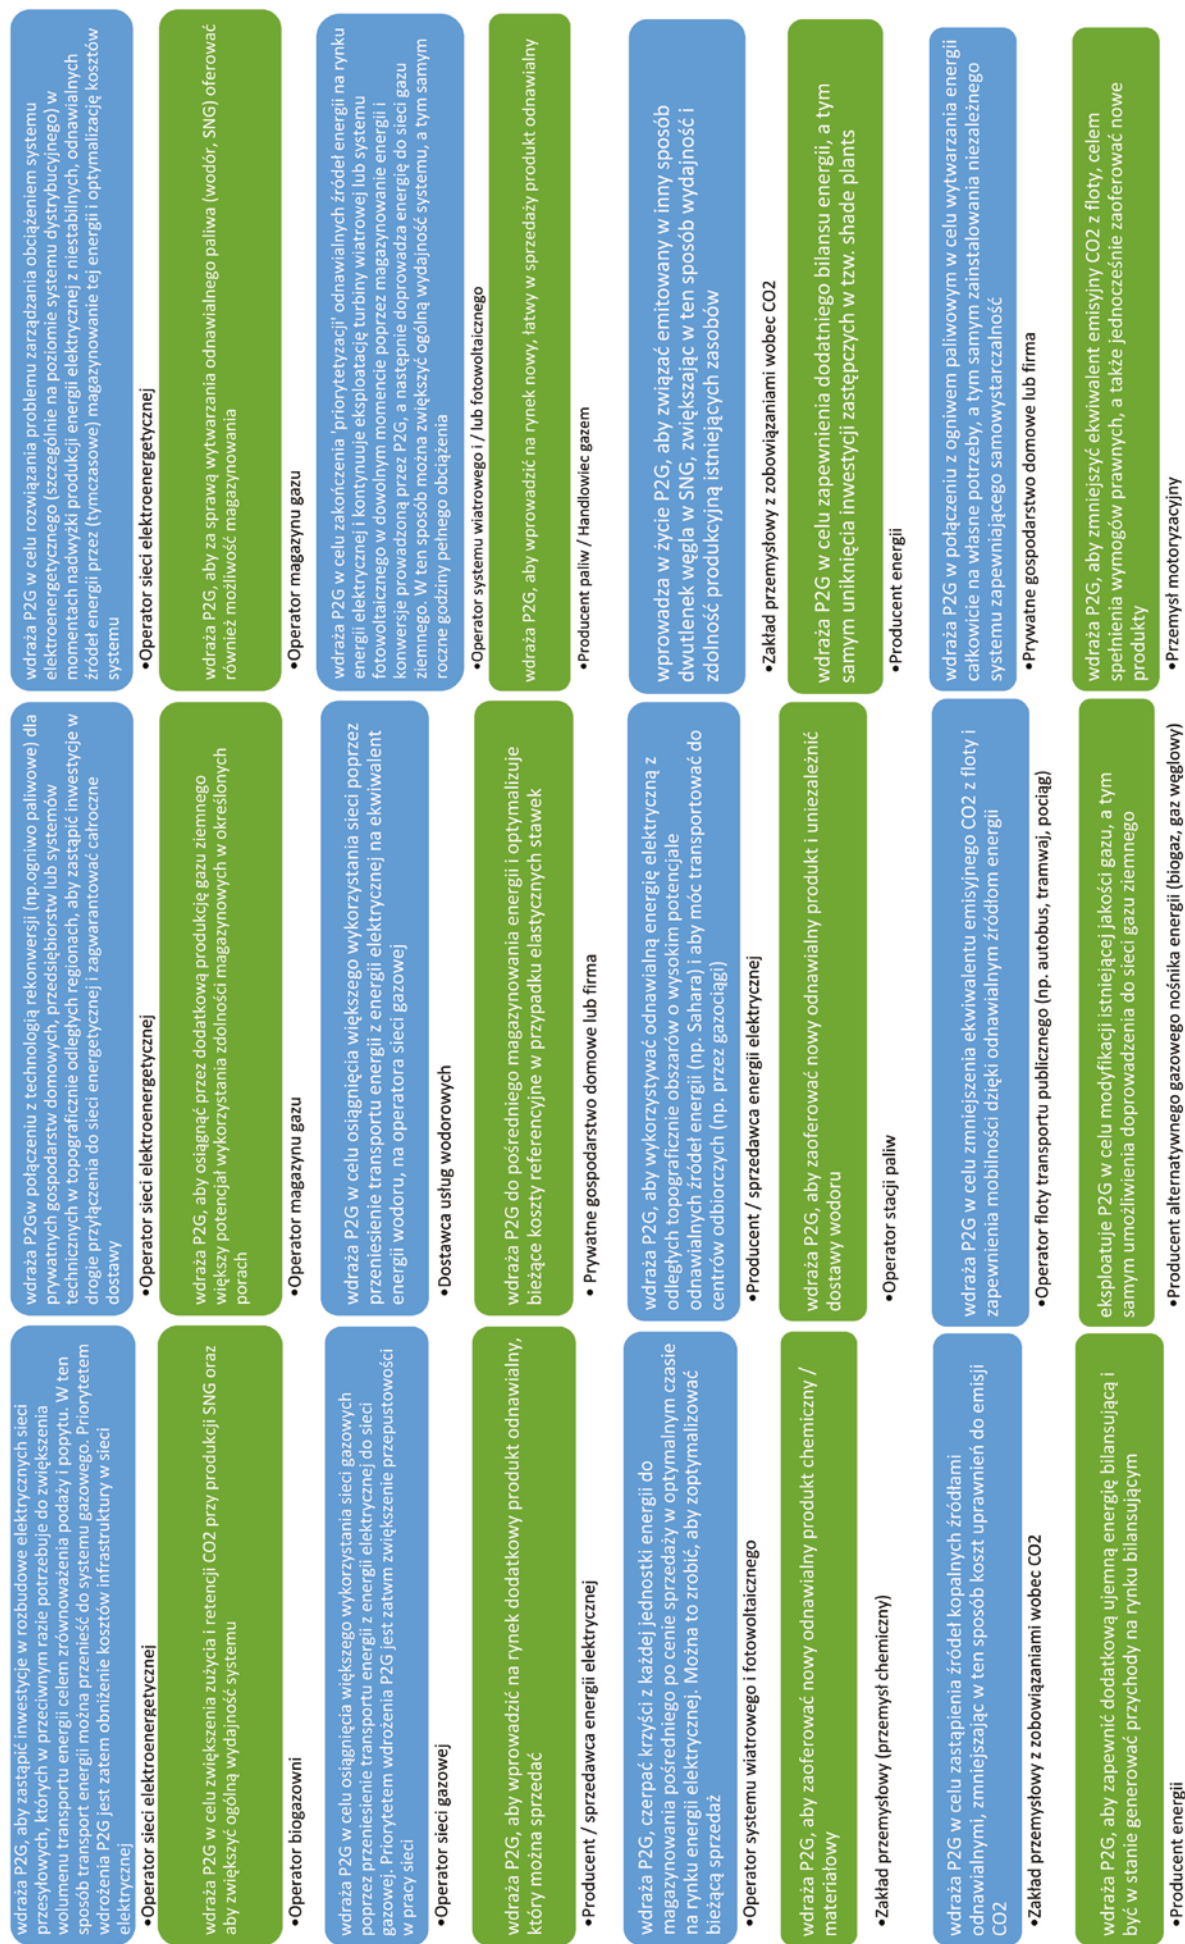 wdraża P2G, aby zastąpić inwestycje w rozbudowe elektrycznych sieci
przesyłowych, których w przeciwnym razie potrzebuje do zwiększenia
wolumenu transportu energii celem zrównoważenia podaży i popytu. W ten
sposób transport energii można przenieść do systemu gazowego. Priorytetem
wdrożenia P2G jest zatem obniżenie kosztów infrastruktury w sieci
elektrycznej
•Operator sieci elektroenergetycznej
wdraża P2Gw połączeniu z technologią rekonwersji (np.ogniwo paliwowe) dla
prywatnych gospodarstw domowych, przedsiębiorstw lub systemów
technicznych w topograficznie odległych regionach, aby zastąpić inwestycje w
drogie przyłączenia do sieci energetycznej i zagwarantować całroczne
dostawy
•Operator sieci elektroenergetycznej
wdraża P2G w celu rozwiązania problemu zarządzania obciążeniem systemu
elektroenergetycznego (szczególnie na poziomie systemu dystrybucyjnego) w
momentach nadwyżki produkcji energii elektrycznej z niestabilnych, odnawialnych
źródeł energii przez (tymczasowe) magazynowanie tej energii i optymalizację kosztów
systemu
•Operator sieci elektroenergetycznej
wdraża P2G w celu zwiększenia zużycia i retencji CO2 przy produkcji SNG oraz
aby zwiększyć ogólną wydajność systemu
•Operator biogazowni
wdraża P2G, aby osiągnąć przez dodatkową produkcję gazu ziemnego
większy potencjał wykorzystania zdolności magazynowych w określonych
porach
•Operator magazynu gazu
wdraża P2G, aby za sprawą wytwarzania odnawialnego paliwa (wodór, SNG) oferować
również możliwość magazynowania
•Operator magazynu gazu
wdraża P2G w celu osiągnięcia większego wykorzystania sieci gazowych
poprzez przeniesienie transportu energii z energii elektrycznej do sieci
gazowej. Priorytetem wdrożenia P2G jest zatwm zwiększenie przepustowości
w pracy sieci
•Operator sieci gazowej
wdraża P2G w celu osiągnięcia większego wykorzystania sieci poprzez
przeniesienie transportu energii z energii elektrycznej na ekwiwalent
energii wodoru, na operatora sieci gazowej
•Dostawca usług wodorowych
wdraża P2G w celu zakończenia 'priorytetyzacji' odnawialnych źródeł energii na rynku
energii elektrycznej i kontynuuje eksploatację turbiny wiatrowej lub systemu
fotowoltaicznego w dowolnym momencie poprzez magazynowanie energii i
konwersje prowadzoną przez P2G, a następnie doprowadza energię do sieci gazu
ziemnego. W ten sposób można zwiększyć ogólną wydajność systemu, a tym samym
roczne godziny pełnego obciążenia
•Operator systemu wiatrowego i / lub fotowoltaicznego
wdraża P2G, aby wprowadzić na rynek dodatkowy produkt odnawialny,
który można sprzedać
•Producent / sprzedawca energii elektrycznej
wdraża P2G do pośredniego magazynowania energii i optymalizuje
bieżące koszty referencyjne w przypadku elastycznych stawek
• Prywatne gospodarstwo domowe lub firma
wdraża P2G, aby wprowadzić na rynek nowy, łatwy w sprzedaży produkt odnawialny
•Producent paliw / Handlowiec gazem
wdraża P2G, czerpać krzyści z każdej jednostki energii do
magazynowania pośredniego po cenie sprzedaży w optymalnym czasie
na rynku energii elektrycznej. Można to zrobić, aby zoptymalizować
bieżącą sprzedaż
•Operator systemu wiatrowego i fotowoltaicznego
wdraża P2G, aby wykorzystywać odnawialną energię elektryczną z
odległych topograficznie obszarów o wysokim potencjale
odnawialnych źródeł energii (np. Sahara) i aby móc transportować do
centrów odbiorczych (np. przez gazociągi)
•Producent / sprzedawca energii elektrycznej
wprowadza w życie P2G, aby związać emitowany w inny sposób
dwutlenek węgla w SNG, zwiększając w ten sposób wydajność i
zdolność produkcyjną istniejących zasobów
•Zakład przemysłowy z zobowiązaniami wobec CO2
wdraża P2G, aby zaoferować nowy odnawialny produkt chemiczny /
materiałowy
•Zakład przemysłowy (przemysł chemiczny)
wdraża P2G, aby zaoferować nowy odnawialny produkt i uniezależnić
dostawy wodoru
•Operator stacji paliw
wdraża P2G w celu zapewnienia dodatniego bilansu energii, a tym
samym uniknięcia inwestycji zastępczych w tzw. shade plants
•Producent energii
wdraża P2G w celu zastąpienia źródeł kopalnych źródłami
odnawialnymi, zmniejszając w ten sposób koszt uprawnień do emisji
CO2
•Zakład przemysłowy z zobowiązaniami wobec CO2
wdraża P2G w celu zmniejszenia ekwiwalentu emisyjnego CO2 z floty i
zapewnienia mobilności dzięki odnawialnym źródłom energii
•Operator floty transportu publicznego (np. autobus, tramwaj, pociąg)
wdraża P2G w połączeniu z ogniwem paliwowym w celu wytwarzania energii
całkowicie na własne potrzeby, a tym samym zainstalowania niezależnego
systemu zapewniającego samowystarczalność
•Prywatne gospodarstwo domowe lub firma
wdraża P2G, aby zapewnić dodatkową ujemną energię bilansującą i
być w stanie generować przychody na rynku bilansującym
•Producent energii
eksploatuje P2G w celu modyfikacji istniejącej jakości gazu, a tym
samym umożliwienia doprowadzenia do sieci gazu ziemnego
•Producent alternatywnego gazowego nośnika energii (biogaz, gaz węglowy)
wdraża P2G, aby zmniejszyć ekwiwalent emisyjny CO2 z floty, celem
spełnienia wymogów prawnych, a także jednocześnie zaoferować nowe
produkty
•Przemysł motoryzacyjny